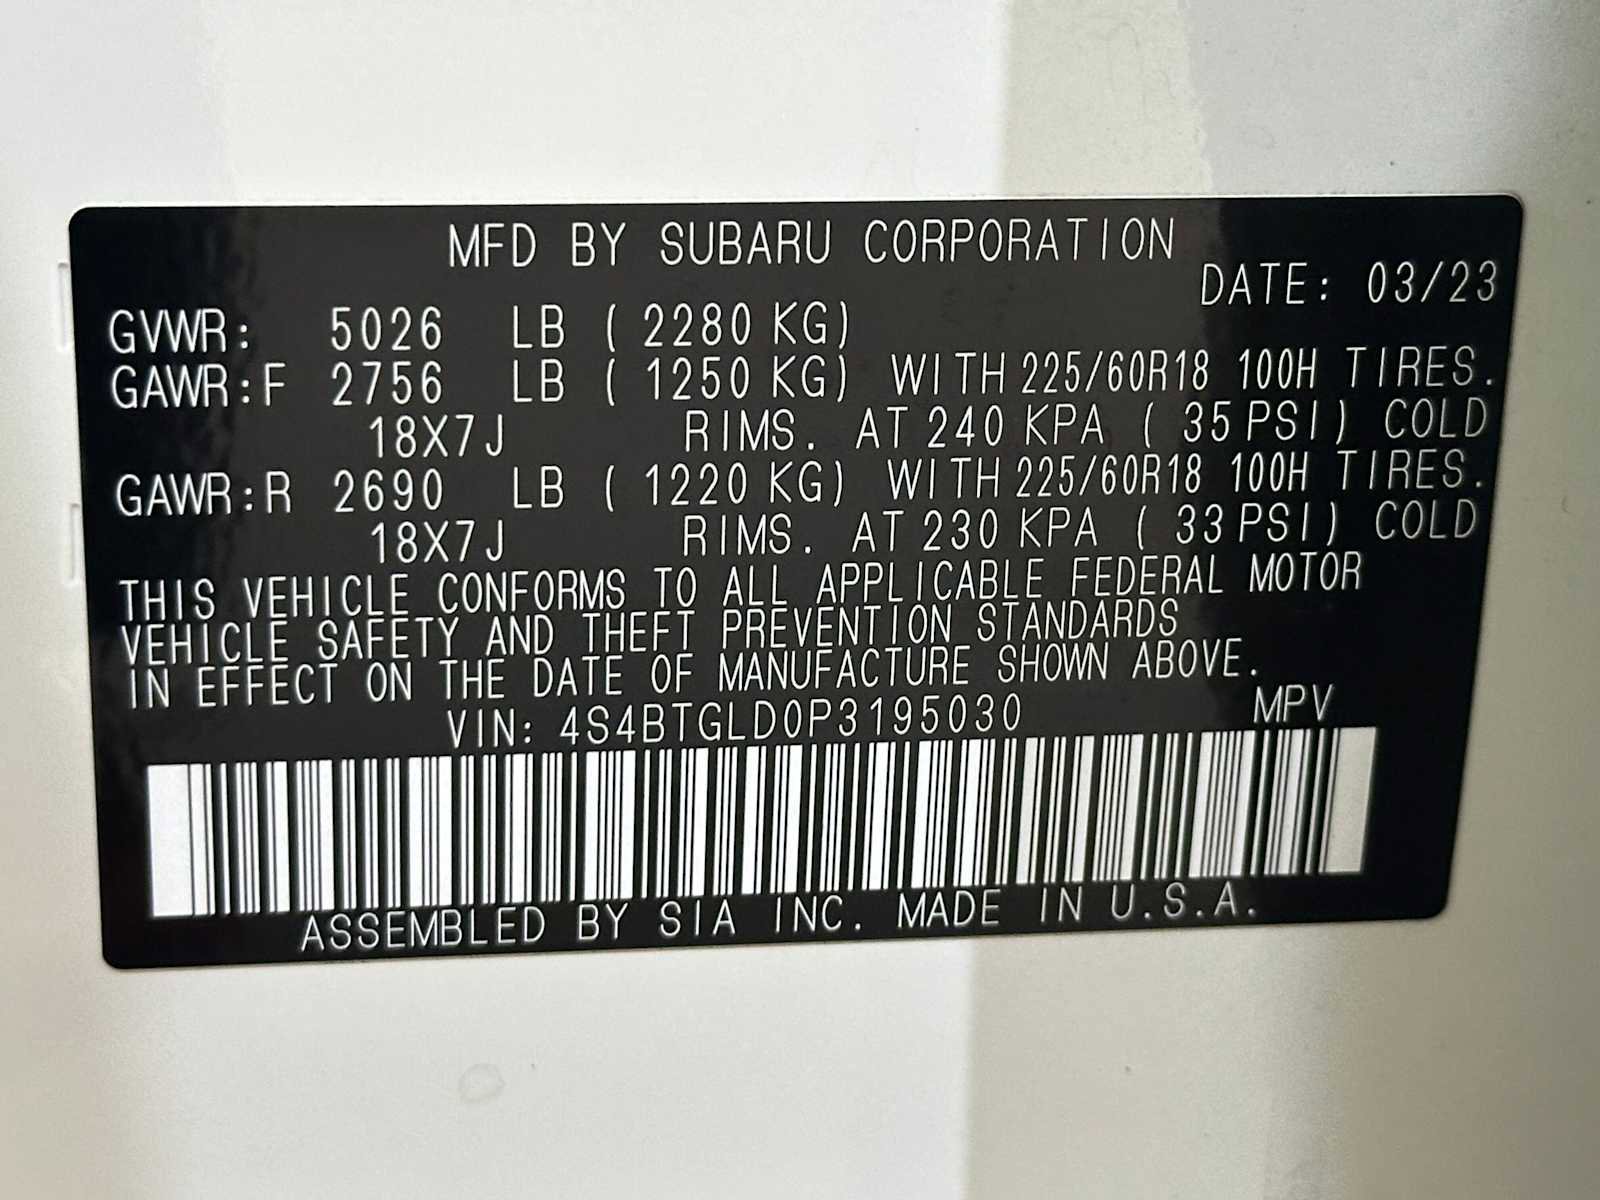 MFD BY SUBARU CORPORATION
DATE: 03/23
GVWR: 5026 LB ( 2280 KG)
GAWR:F 2756 LB ( 1250 KG) WITH 225/60R18 100H TIRES.
18X7J RIMS. AT 240 KPA ( 35 PSI) COLD
GAWR:R 2690 LB ( 1220 KG) WITH 225/60R18 100H TIRES.
18X7J RIMS. AT 230 KPA ( 33 PSI) COLD
THIS VEHICLE CONFORMS TO ALL APPLICABLE FEDERAL MOTOR
VEHICLE SAFETY AND THEFT PREVENTION STANDARDS
IN EFFECT ON THE DATE OF MANUFACTURE SHOWN ABOVE.
VIN: 4S4BTGLD0P3195030 MPV
ASSEMBLED BY SIA INC. MADE IN U.S.A.